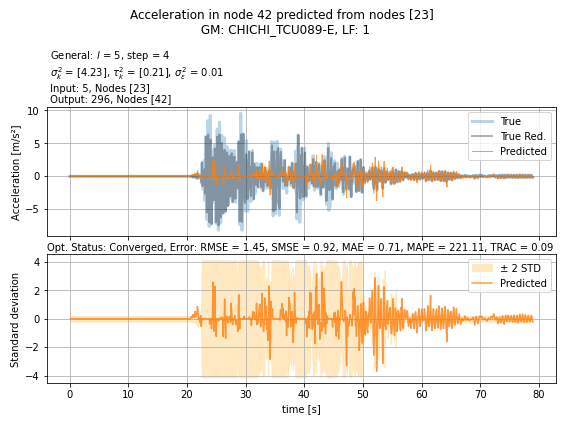 Acceleration in node 42 predicted from nodes [23]
GM: CHICHI_TCU089-E, LF: 1
General: l = 5, step = 4
σ²ₖ = [4.23], τ²ₖ = [0.21], σ²ε = 0.01
Input: 5, Nodes [23]
Output: 296, Nodes [42]
10
5
0
−5
Acceleration [m/s²]
True
True Red.
Predicted
Opt. Status: Converged, Error: RMSE = 1.45, SMSE = 0.92, MAE = 0.71, MAPE = 221.11, TRAC = 0.09
4
2
0
−2
−4
Standard deviation
± 2 STD
Predicted
0 10 20 30 40 50 60 70 80
time [s]